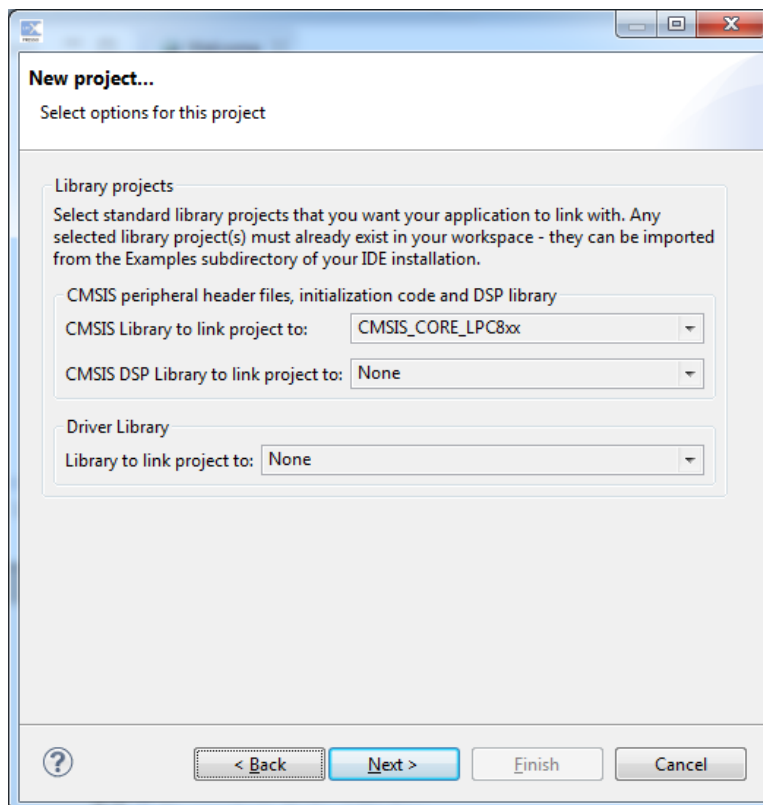 New project...
Select options for this project
Library projects
Select standard library projects that you want your application to link with. Any
selected library project(s) must already exist in your workspace - they can be imported
from the Examples subdirectory of your IDE installation.
CMSIS peripheral header files, initialization code and DSP library
CMSIS Library to link project to: CMSIS_CORE_LPC8xx
CMSIS DSP Library to link project to: None
Driver Library
Library to link project to: None
? < Back Next > Finish Cancel